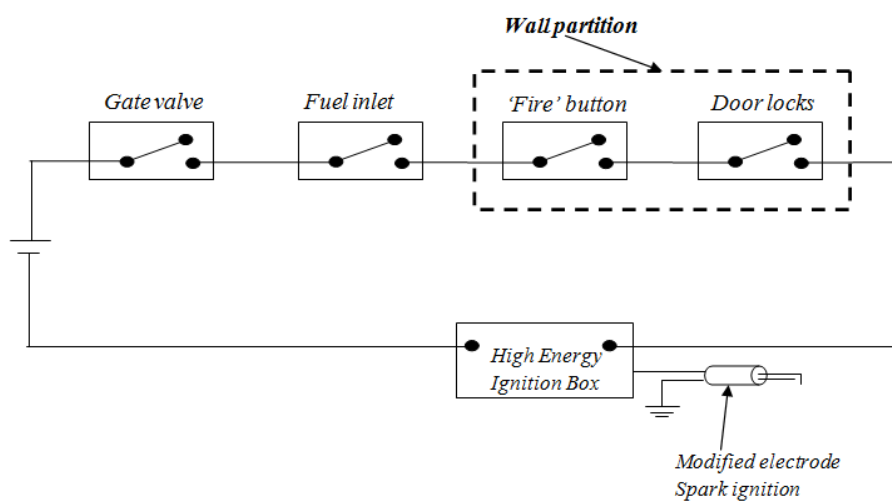 Wall partition
Gate valve
Fuel inlet
‘Fire’ button
Door locks
High Energy
Ignition Box
Modified electrode
Spark ignition